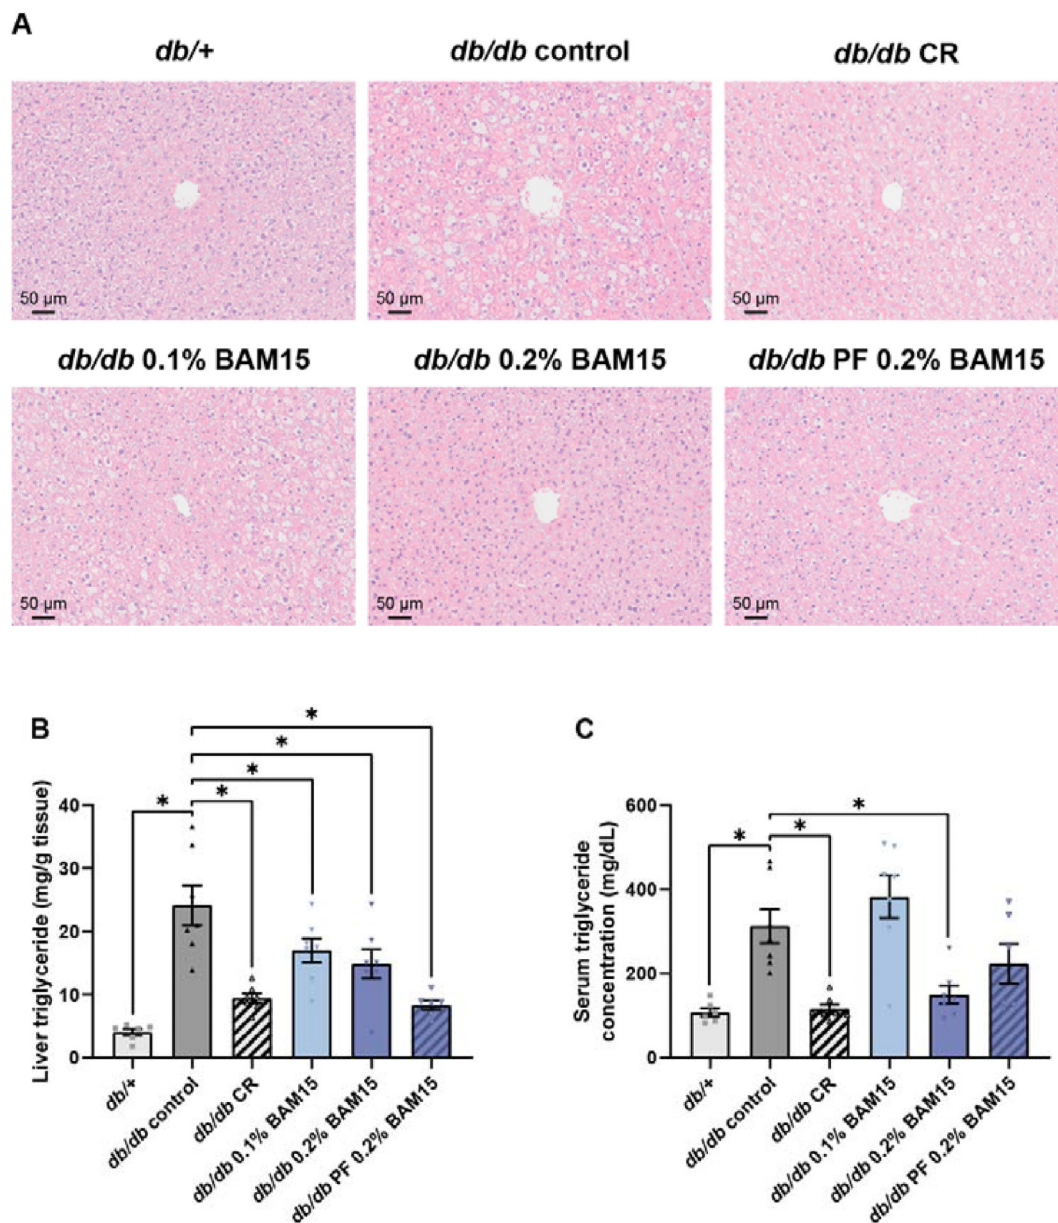 A
db/+
db/db control
db/db CR
50 µm
50 µm
50 µm
db/db 0.1% BAM15
db/db 0.2% BAM15
db/db PF 0.2% BAM15
50 µm
50 µm
50 µm
B
Liver triglyceride (mg/g tissue)
40
30
20
10
0
*
*
*
*
*
db/+
db/db control
db/db CR
db/db 0.1% BAM15
db/db 0.2% BAM15
db/db PF 0.2% BAM15
C
Serum triglyceride
concentration (mg/dL)
600
400
200
0
*
*
*
db/+
db/db control
db/db CR
db/db 0.1% BAM15
db/db 0.2% BAM15
db/db PF 0.2% BAM15